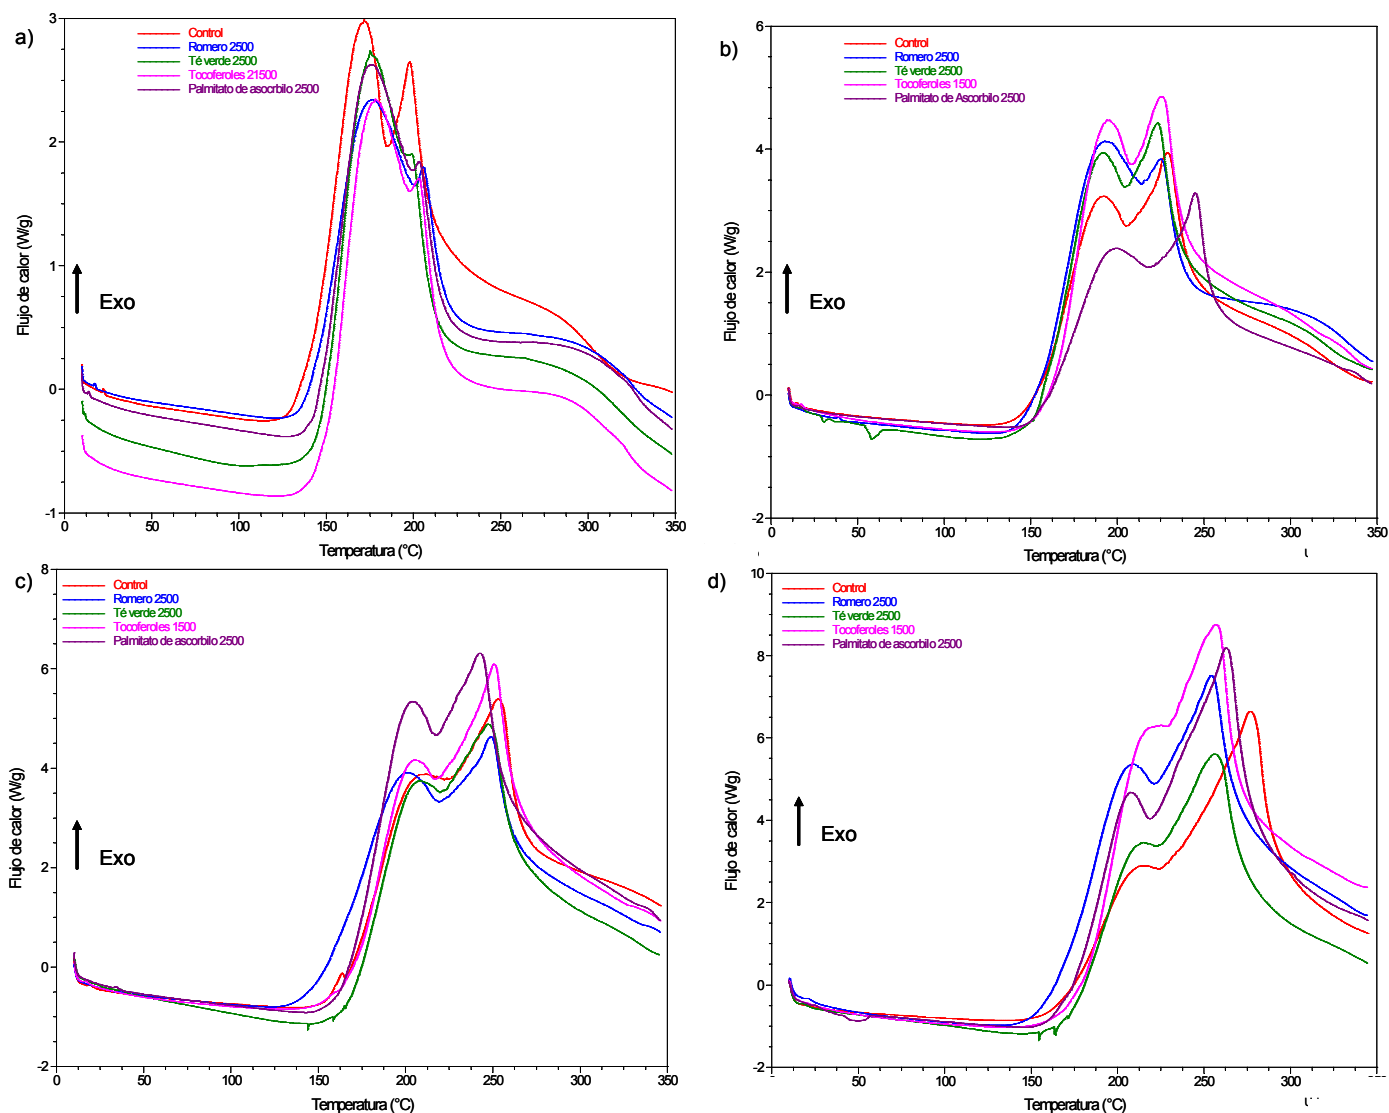 a)
Control
Romero 2500
Té verde 2500
Tocoferoles 21500
Palmitato de asocrbilo 2500
3
2
1
0
-1
Flujo de calor (W/g)
Exo
0 50 100 150 200 250 300 350
Temperatura (°C)
b)
Control
Romero 2500
Té verde 2500
Tocoferoles 1500
Palmitato de Ascorbilo 2500
6
4
2
0
-2
Flujo de calor (W/g)
Exo
0 50 100 150 200 250 300 350
Temperatura (°C)
c)
Control
Romero 2500
Té verde 2500
Tocoferoles 1500
Palmitato de ascorbilo 2500
8
6
4
2
0
-2
Flujo de calor (W/g)
Exo
0 50 100 150 200 250 300 350
Temperatura (°C)
d)
Control
Romero 2500
Té verde 2500
Tocoferoles 1500
Palmitato de ascorbilo 2500
10
8
6
4
2
0
-2
Flujo de calor (W/g)
Exo
0 50 100 150 200 250 300
Temperatura (°C)